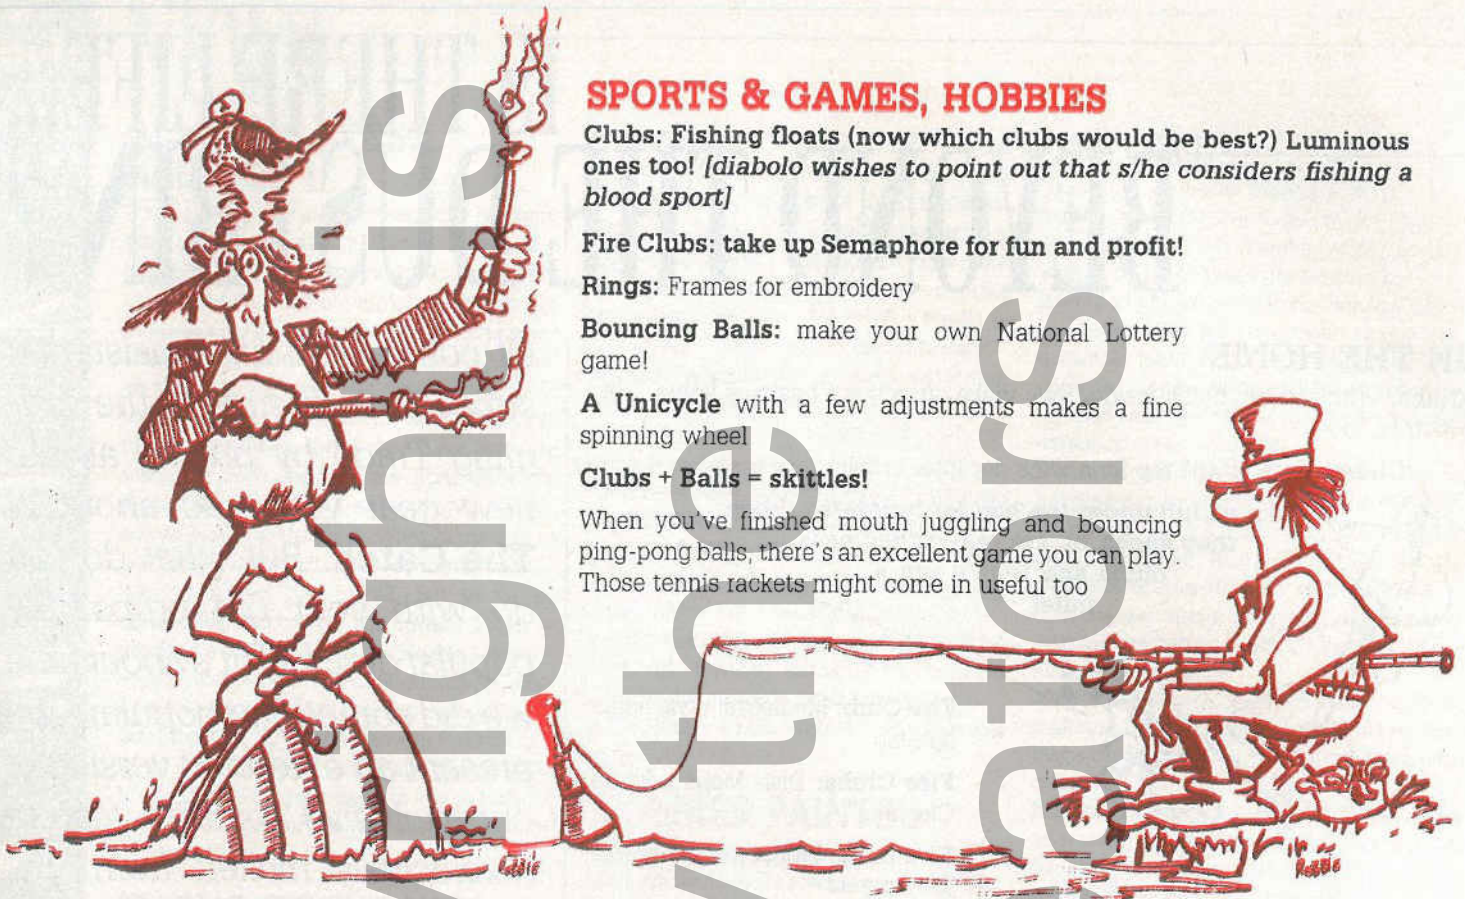 SPORTS & GAMES, HOBBIES
Clubs: Fishing floats (now which clubs would be best?) Luminous
ones too! [diabolo wishes to point out that s/he considers fishing a
blood sport]
Fire Clubs: take up Semaphore for fun and profit!
Rings: Frames for embroidery
Bouncing Balls: make your own National Lottery
game!
A Unicycle with a few adjustments makes a fine
spinning wheel
Clubs + Balls = skittles!
When you've finished mouth juggling and bouncing
ping-pong balls, there's an excellent game you can play.
Those tennis rackets might come in useful too
RoBBIE
RoBBIE